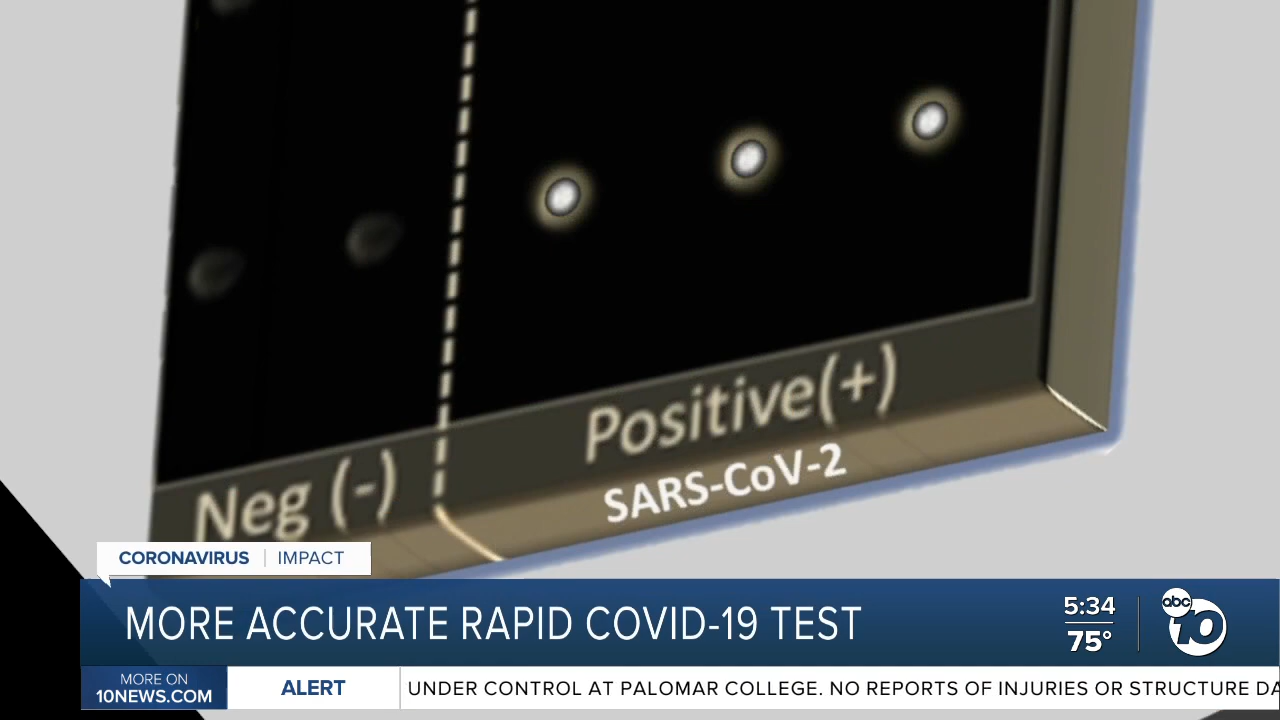 Neg (-)
Positive(+)
SARS-CoV-2
CORONAVIRUS | IMPACT
MORE ACCURATE RAPID COVID-19 TEST
5:34
75°
abc
10
MORE ON
10NEWS.COM
ALERT
UNDER CONTROL AT PALOMAR COLLEGE. NO REPORTS OF INJURIES OR STRUCTURE DA